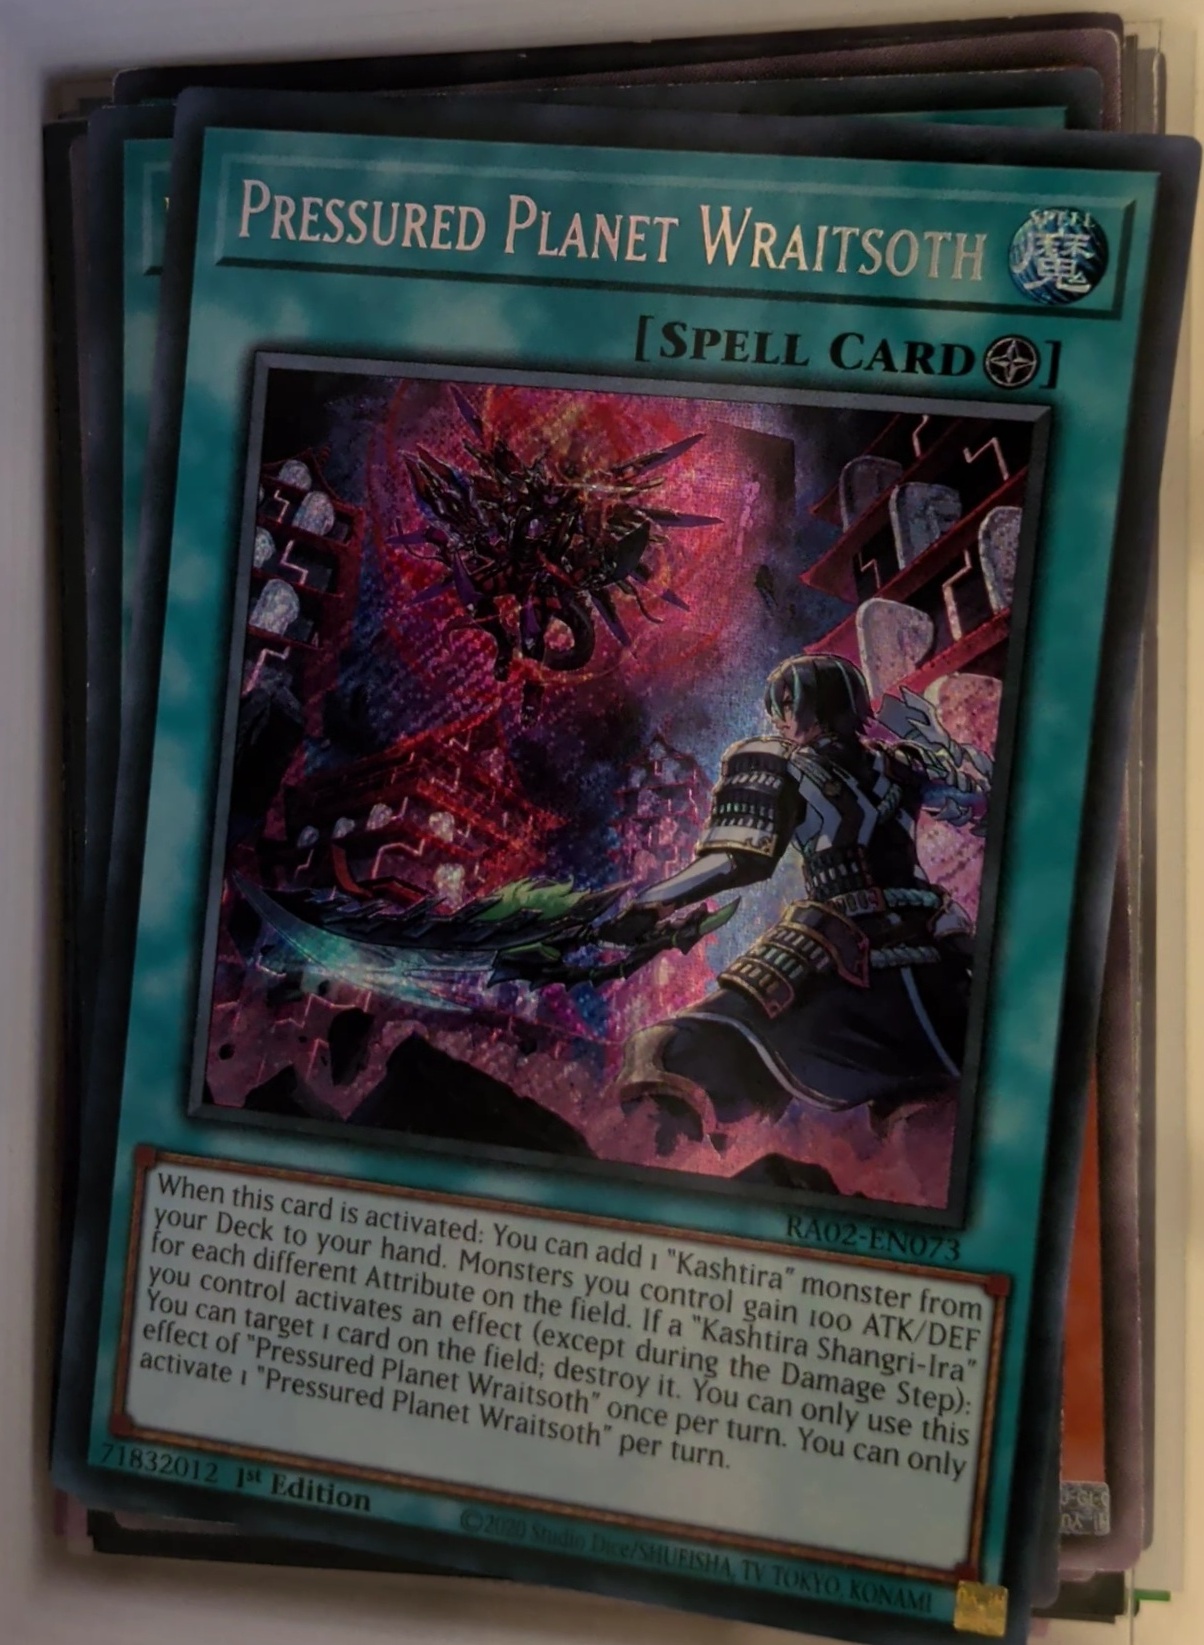 PRESSURED PLANET WRAITSOTH
SPELL
魔
[SPELL CARD]
RA02-EN073
When this card is activated: You can add 1 "Kashtira" monster from
your Deck to your hand. Monsters you control gain 100 ATK/DEF
for each different Attribute on the field. If a "Kashtira Shangri-Ira"
you control activates an effect (except during the Damage Step):
You can target 1 card on the field; destroy it. You can only use this
effect of "Pressured Planet Wraitsoth" once per turn. You can only
activate 1 "Pressured Planet Wraitsoth" per turn.
71832012 1st Edition
©2020 Studio Dice/SHUEISHA, TV TOKYO, KONAMI